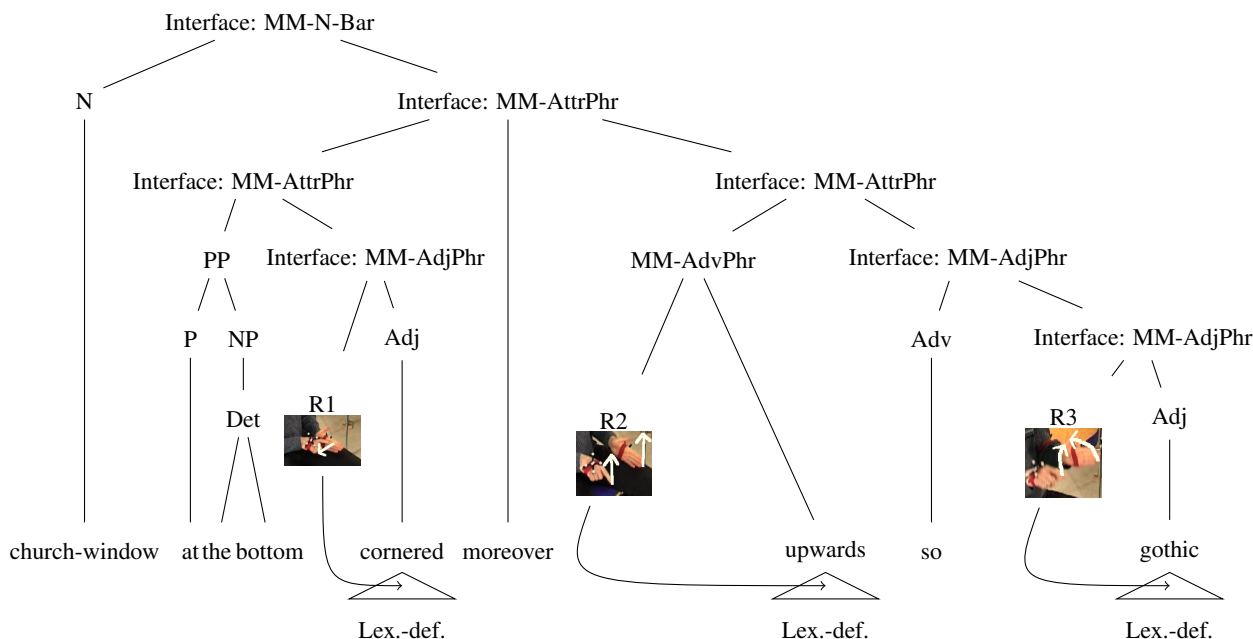 Interface: MM-N-Bar
N
Interface: MM-AttrPhr
Interface: MM-AttrPhr
Interface: MM-AttrPhr
PP
Interface: MM-AdjPhr
MM-AdvPhr
Interface: MM-AdjPhr
P
NP
Adj
Adv
Interface: MM-AdjPhr
Det
R1
R2
R3
Adj
church-window at the bottom cornered moreover upwards so gothic
Lex.-def. Lex.-def. Lex.-def.